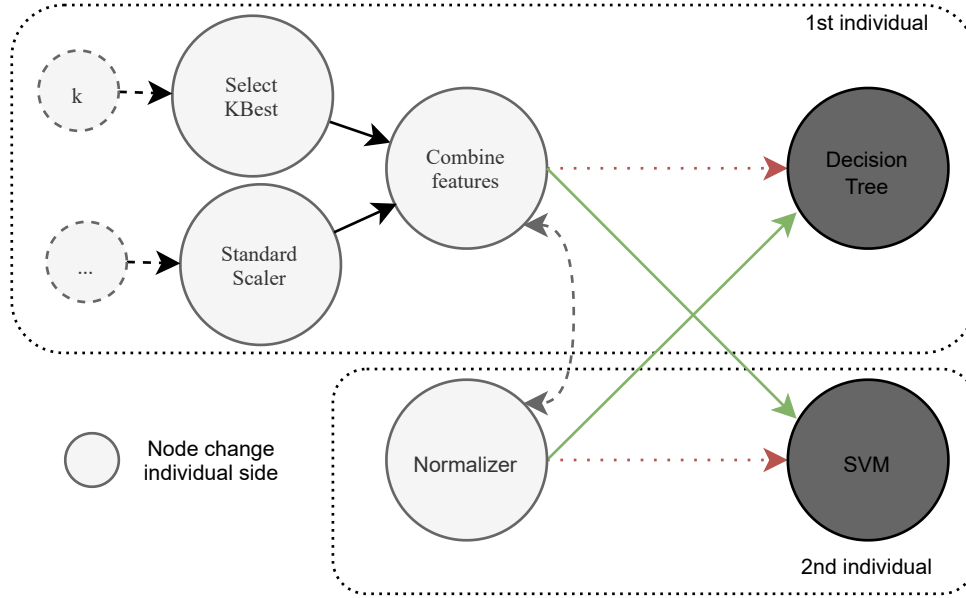 1st individual
k
Select
KBest
Combine
features
Decision
Tree
...
Standard
Scaler
Node change
individual side
Normalizer
SVM
2nd individual